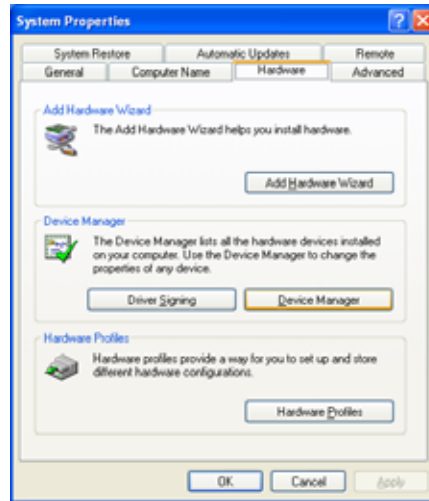 System Properties
System Restore Automatic Updates Remote
General Computer Name Hardware Advanced
Add Hardware Wizard
The Add Hardware Wizard helps you install hardware.
Add Hardware Wizard
Device Manager
The Device Manager lists all the hardware devices installed
on your computer. Use the Device Manager to change the
properties of any device.
Driver Signing Device Manager
Hardware Profiles
Hardware profiles provide a way for you to set up and store
different hardware configurations.
Hardware Profiles
OK Cancel Apply